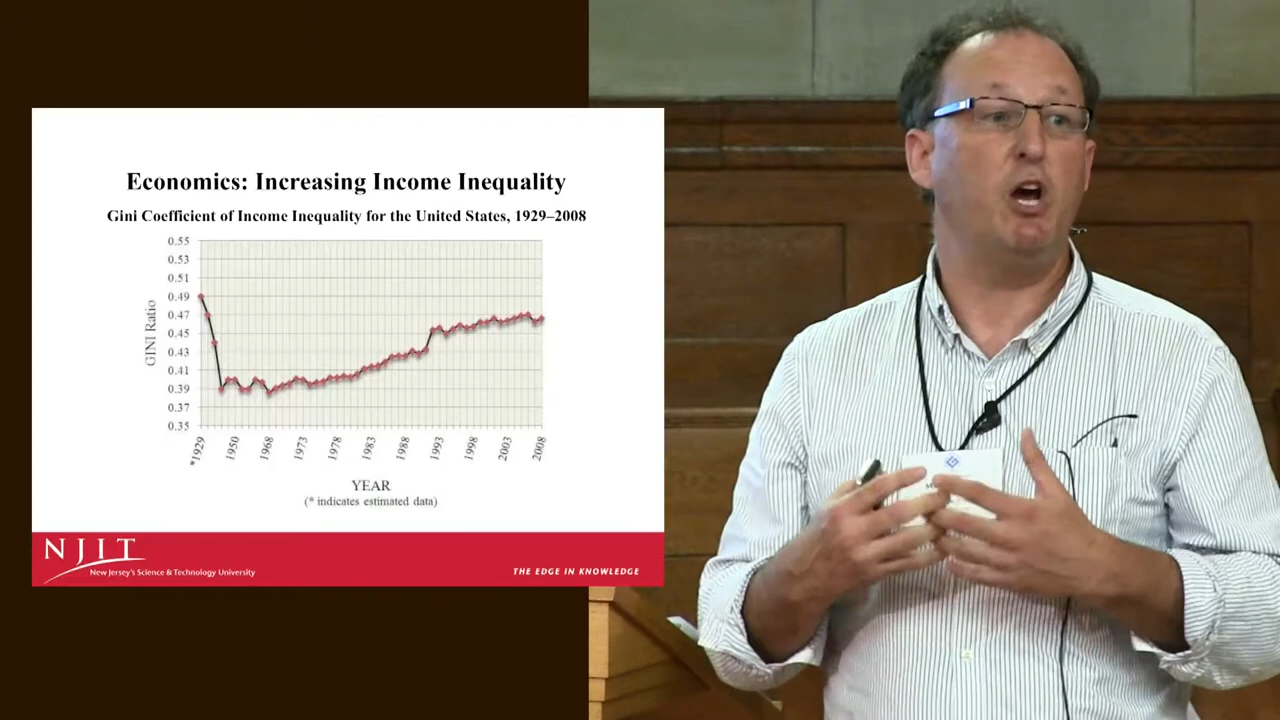 Economics: Increasing Income Inequality
Gini Coefficient of Income Inequality for the United States, 1929–2008
0.55
0.53
0.51
0.49
0.47
0.45
0.43
0.41
0.39
0.37
0.35
GINI Ratio
*1929
1950
1968
1973
1978
1983
1988
1993
1998
2003
2008
YEAR
(* indicates estimated data)
NJIT
New Jersey's Science & Technology University
THE EDGE IN KNOWLEDGE